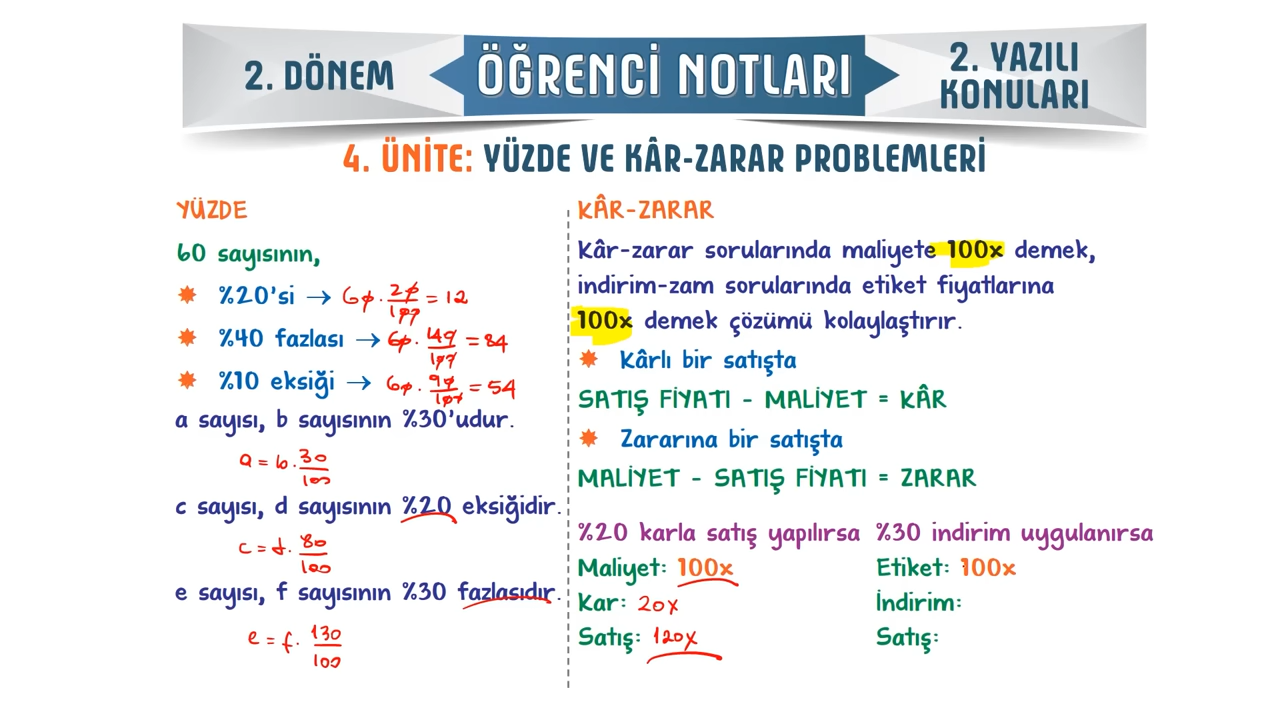 2. DÖNEM
ÖĞRENCİ NOTLARI
2. YAZILI
KONULARI
4. ÜNİTE: YÜZDE VE KÂR-ZARAR PROBLEMLERİ
YÜZDE
60 sayısının,
%20'si → 60 . 20/100 = 12
%40 fazlası → 60 . 140/100 = 84
%10 eksiği → 60 . 90/100 = 54
a sayısı, b sayısının %30'udur.
a = b . 30/100
c sayısı, d sayısının %20 eksiğidir.
c = d . 80/100
e sayısı, f sayısının %30 fazlasıdır.
e = f . 130/100
KÂR-ZARAR
Kâr-zarar sorularında maliyete 100x demek,
indirim-zam sorularında etiket fiyatlarına
100x demek çözümü kolaylaştırır.
Kârlı bir satışta
SATIŞ FİYATI - MALİYET = KÂR
Zararına bir satışta
MALİYET - SATIŞ FİYATI = ZARAR
%20 karla satış yapılırsa
Maliyet: 100x
Kar: 20x
Satış: 120x
%30 indirim uygulanırsa
Etiket: 100x
İndirim:
Satış: